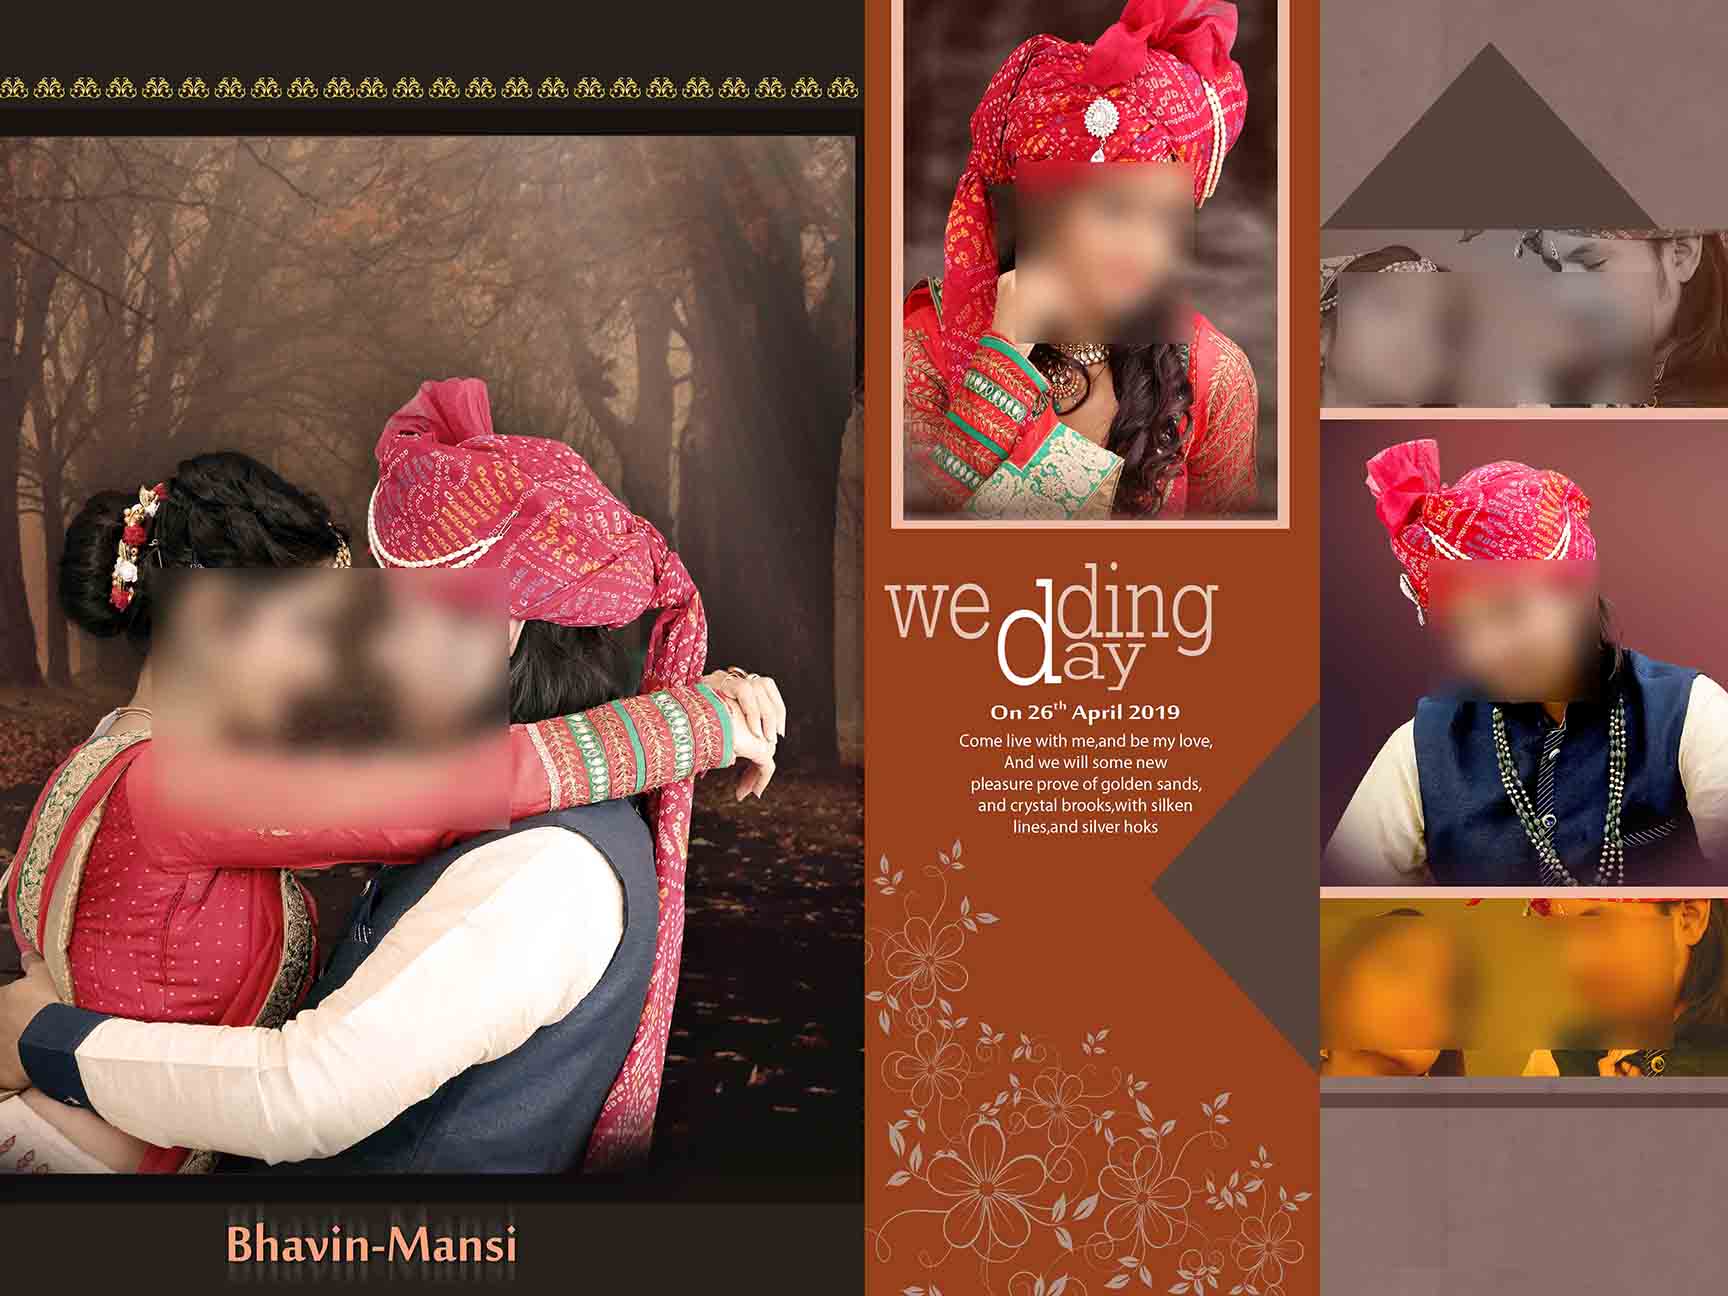 Bhavin-Mansi
wedding
day
On 26th April 2019
Come live with me,and be my love,
And we will some new
pleasure prove of golden sands,
and crystal brooks,with silken
lines,and silver hoks